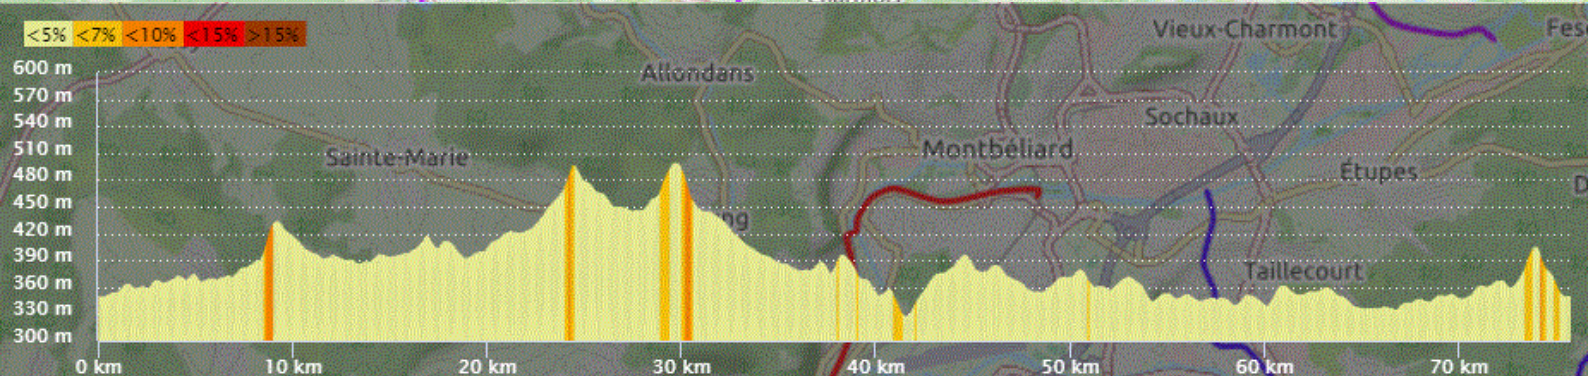 Vieux-Charmont
<5% <7% <10% <15% >15%
600 m
Allondans
570 m
Sochaux
540 m
510 m
Sainte-Marie
Montbéliard
480 m
Étupes
450 m
ng
420 m
390 m
Taillecourt
360 m
330 m
300 m
0 km 10 km 20 km 30 km 40 km 50 km 60 km 70 km